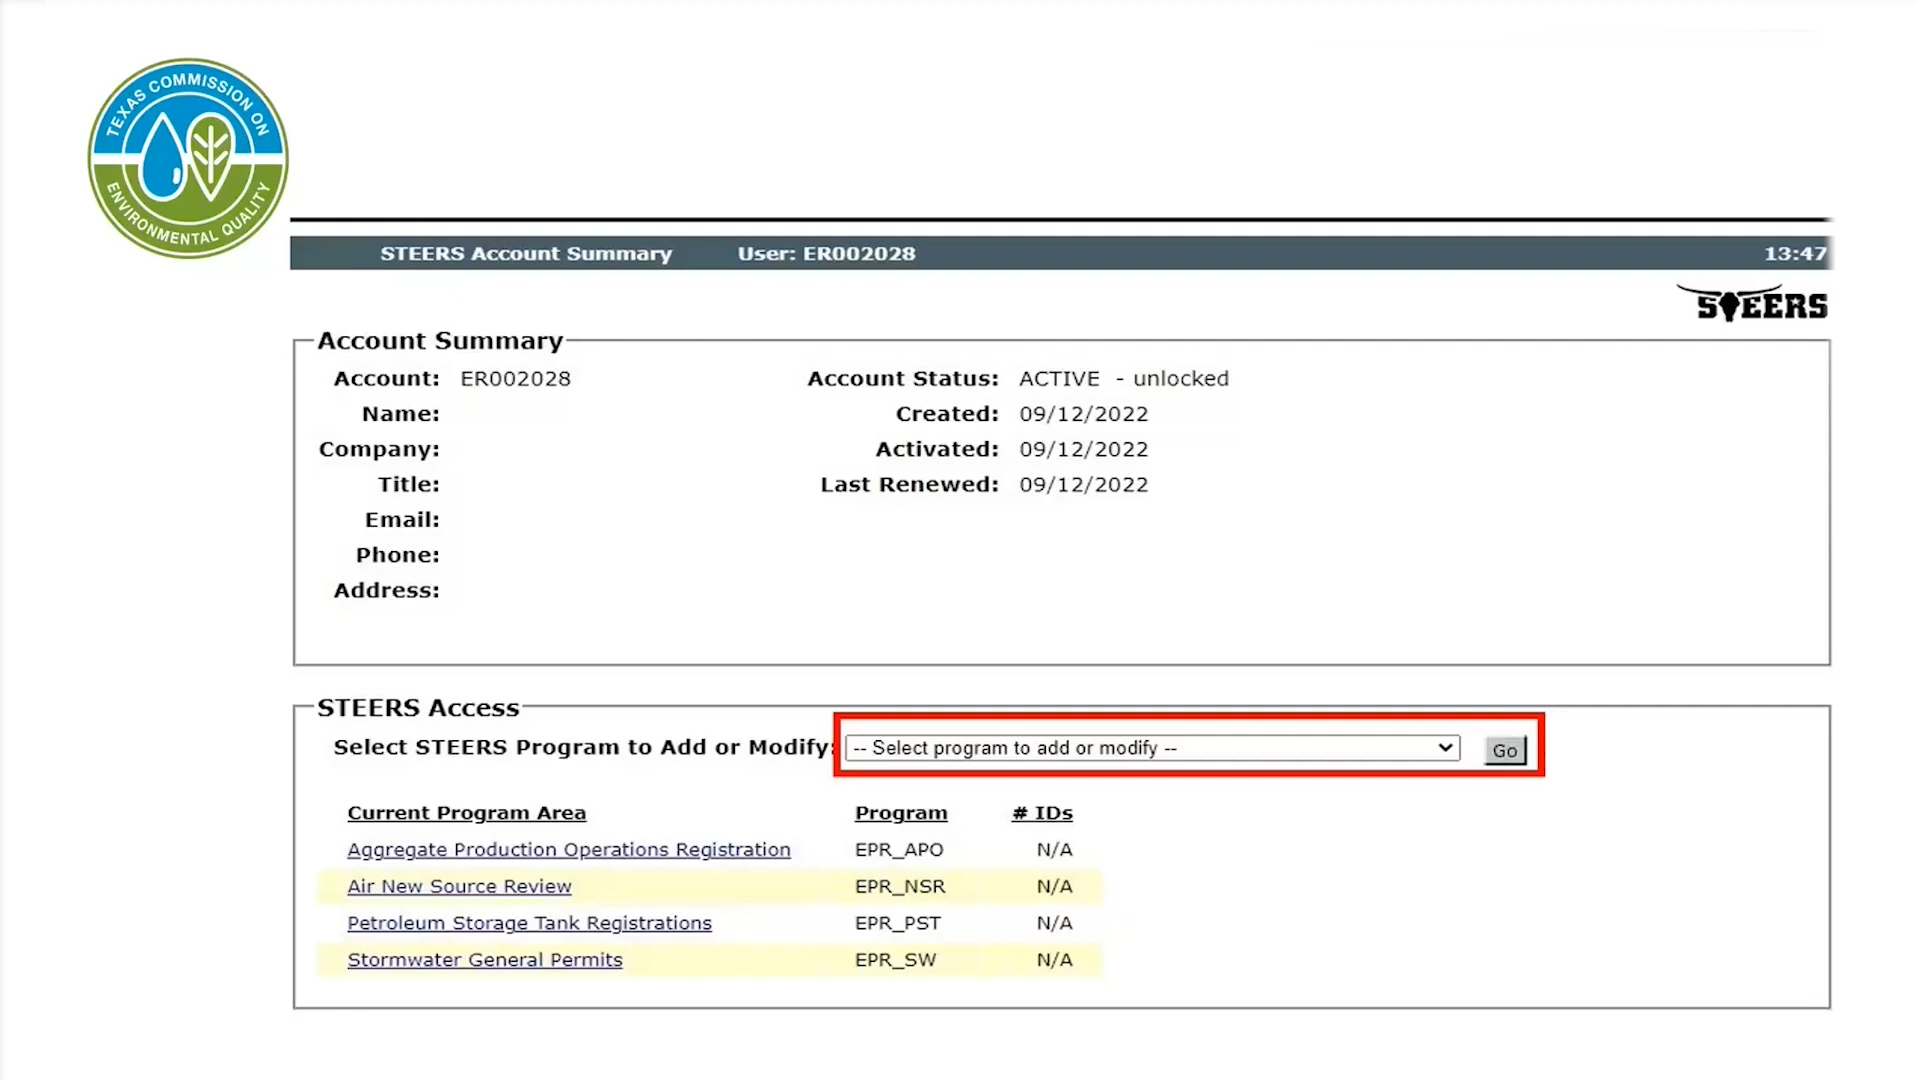 TEXAS COMMISSION ON
ENVIRONMENTAL QUALITY
STEERS Account Summary User: ER002028 13:47
STEERS
Account Summary
Account: ER002028 Account Status: ACTIVE - unlocked
Name: Created: 09/12/2022
Company: Activated: 09/12/2022
Title: Last Renewed: 09/12/2022
Email:
Phone:
Address:
STEERS Access
Select STEERS Program to Add or Modify: -- Select program to add or modify -- Go
Current Program Area Program # IDs
Aggregate Production Operations Registration EPR_APO N/A
Air New Source Review EPR_NSR N/A
Petroleum Storage Tank Registrations EPR_PST N/A
Stormwater General Permits EPR_SW N/A